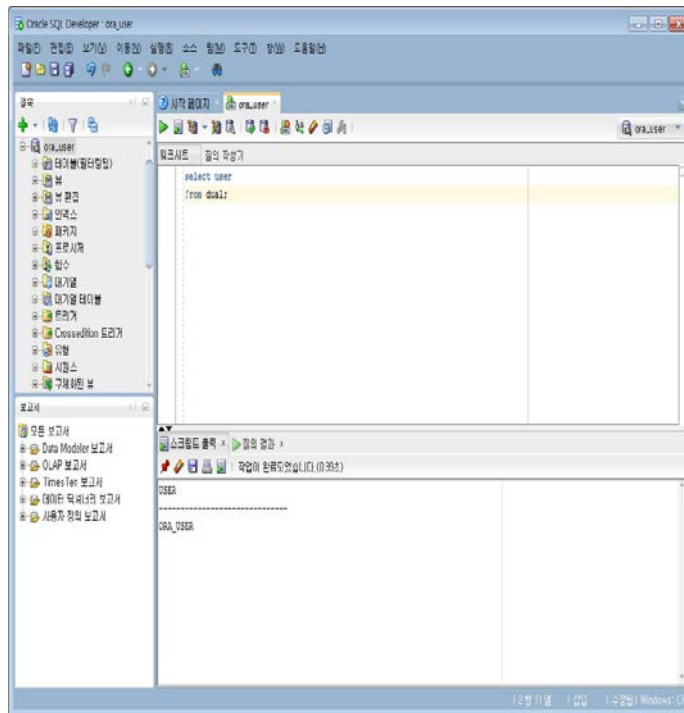 Oracle SQL Developer : ora_user
파일(F) 편집(E) 보기(V) 이동(N) 실행(R) 소스 팀(M) 도구(T) 창(W) 도움말(H)
접속
ora_user
테이블(필터링됨)
뷰
뷰 편집
인덱스
패키지
프로시저
함수
대기열
대기열 테이블
트리거
Crossedition 트리거
유형
시퀀스
구체화된 뷰
보고서
모든 보고서
Data Modeler 보고서
OLAP 보고서
TimesTen 보고서
데이터 딕셔너리 보고서
사용자 정의 보고서
시작 페이지 ora_user
ora_user
워크시트 질의 작성기
select user
from dual;
스크립트 출력 x 질의 결과 x
작업이 완료되었습니다.(0.39초)
USER
------------------------------
ORA_USER
2행 11열 | 삽입 | 수정됨 | Windows: C